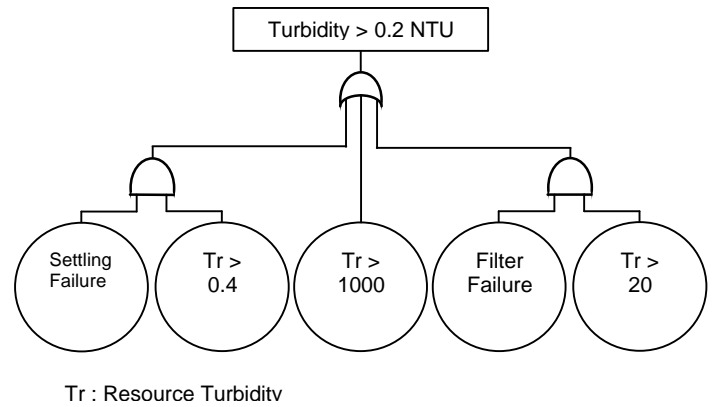 Turbidity > 0.2 NTU
Settling
Failure
Tr >
0.4
Tr >
1000
Filter
Failure
Tr >
20
Tr : Resource Turbidity